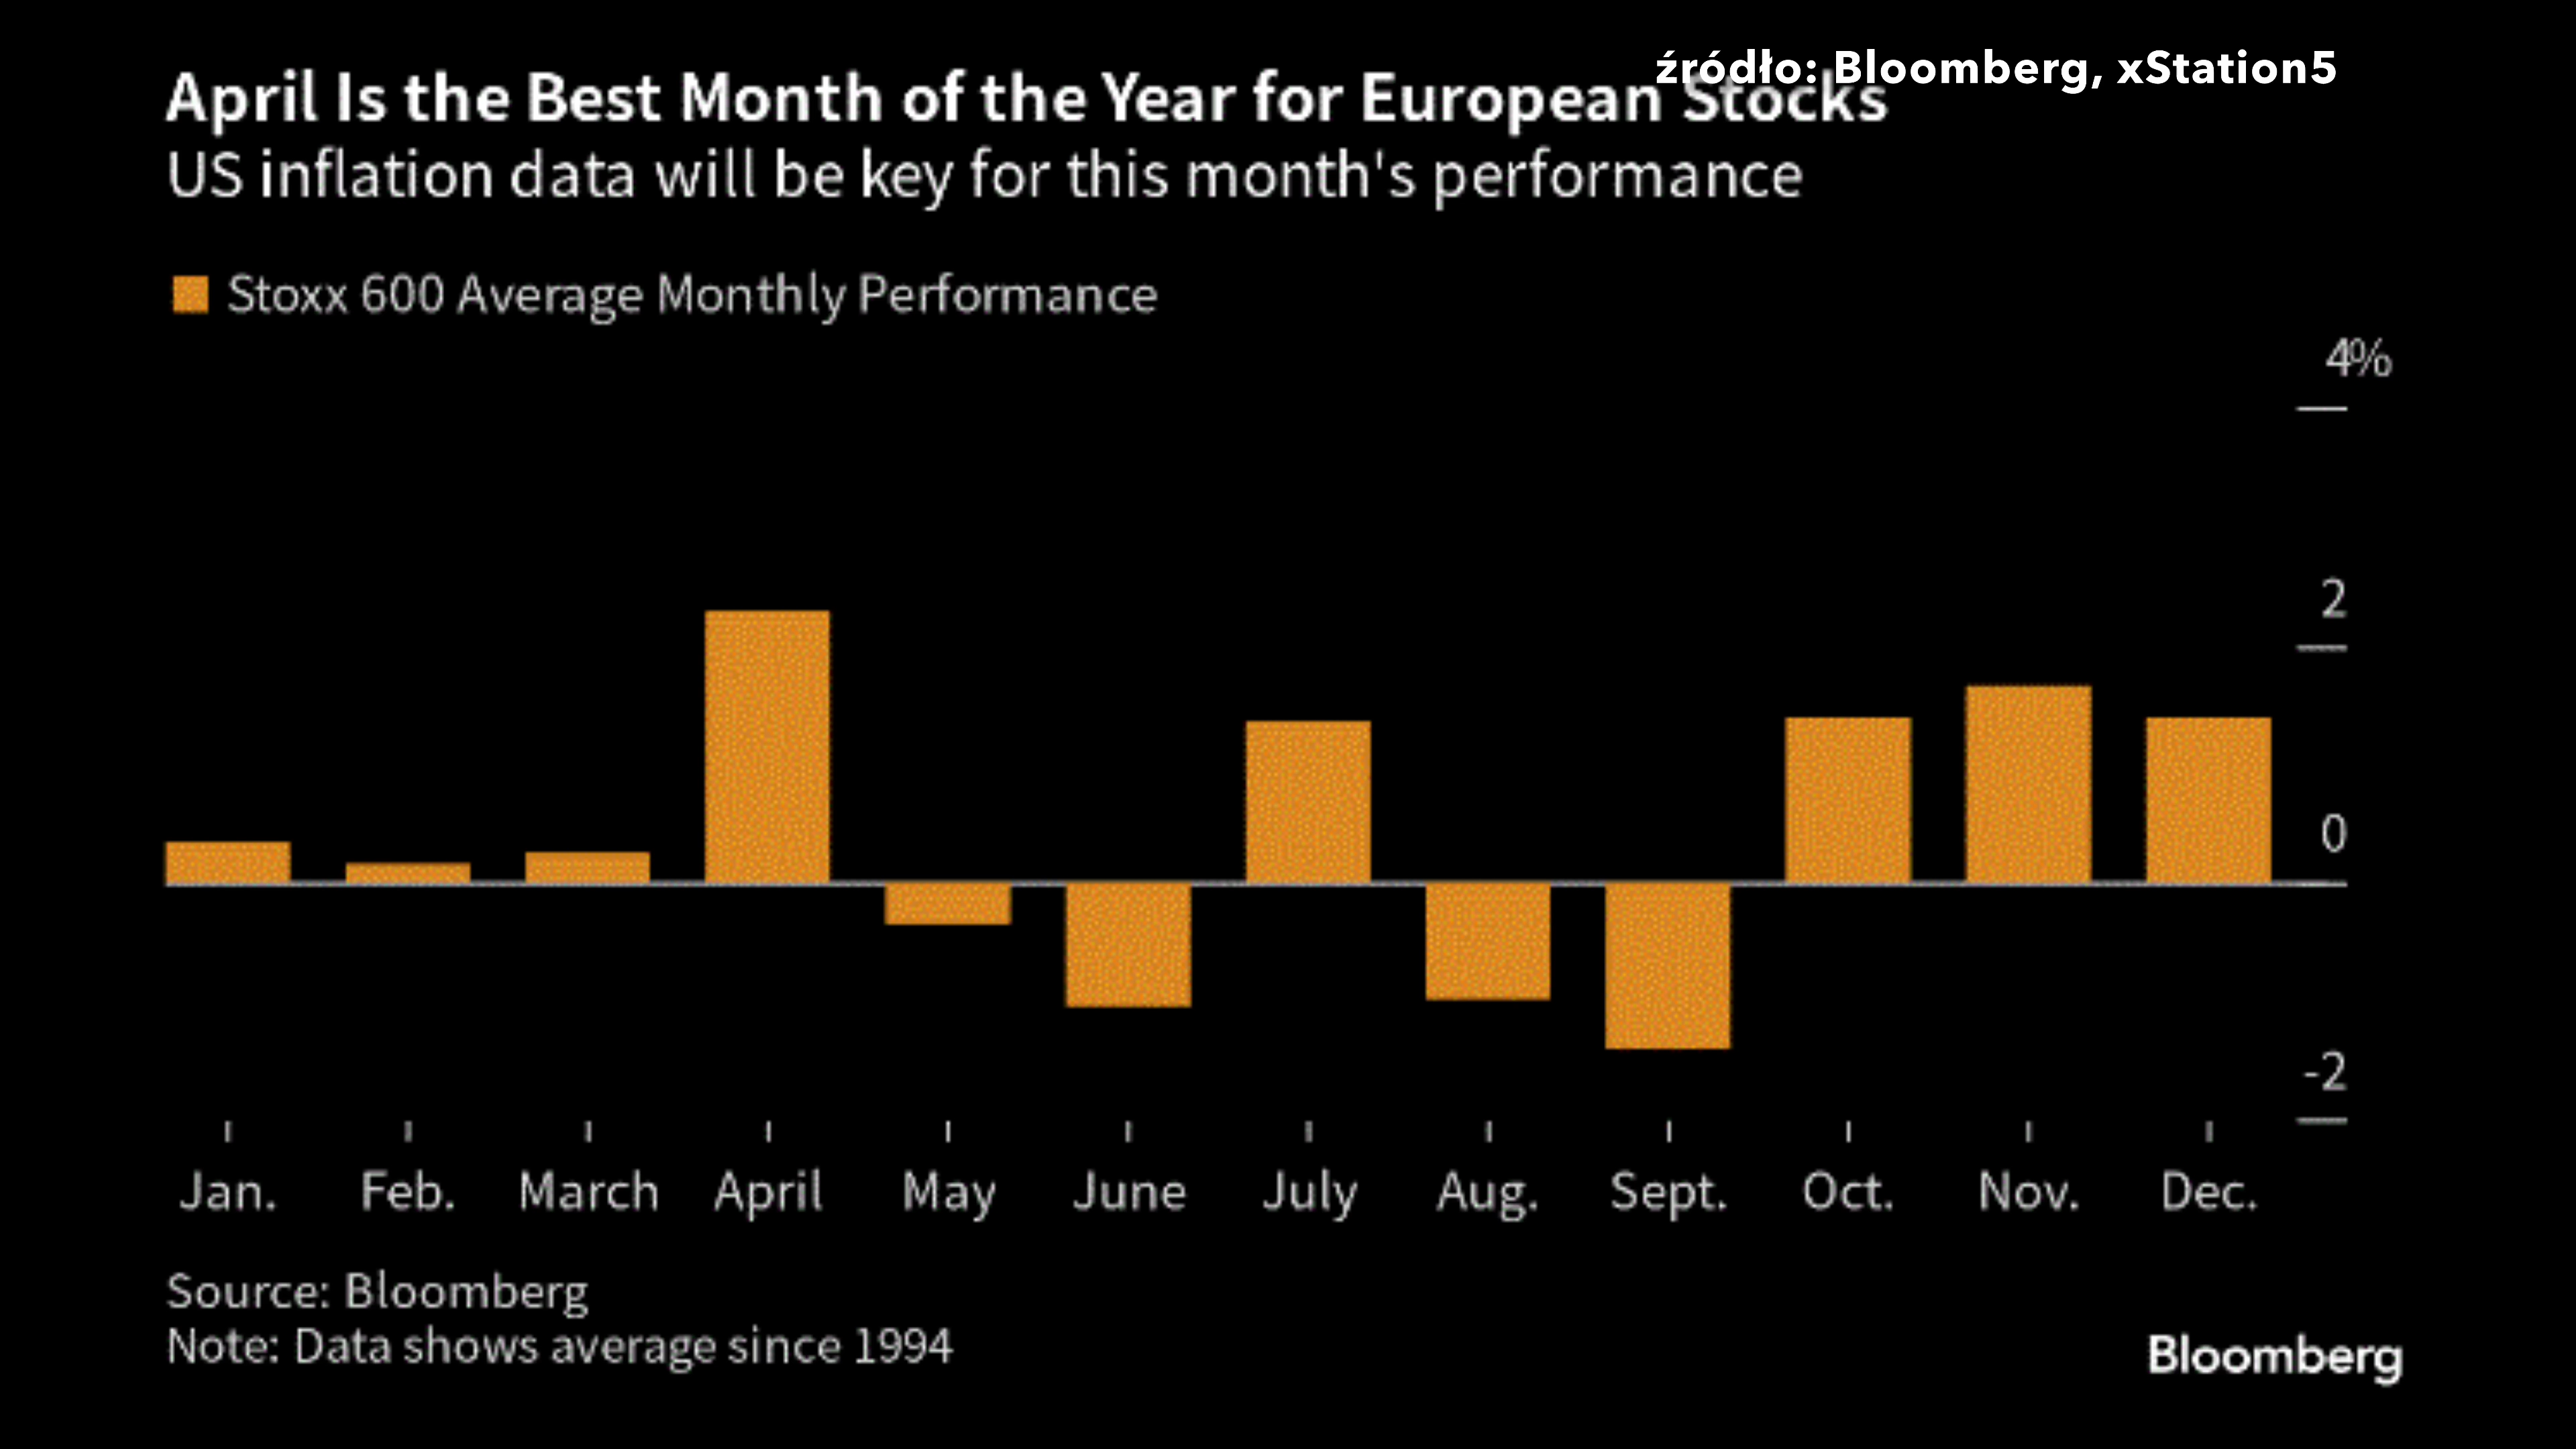 źródło: Bloomberg, xStation5
April Is the Best Month of the Year for European Stocks
US inflation data will be key for this month's performance
Stoxx 600 Average Monthly Performance
4%
2
0
-2
Jan. Feb. March April May June July Aug. Sept. Oct. Nov. Dec.
Source: Bloomberg
Note: Data shows average since 1994
Bloomberg